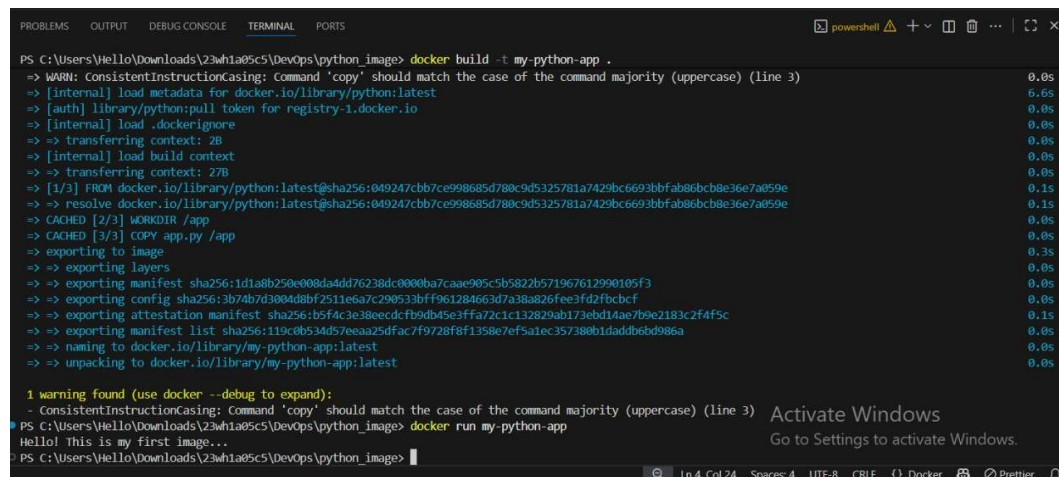 PROBLEMS OUTPUT DEBUG CONSOLE TERMINAL PORTS powershell
PS C:\Users\Hello\Downloads\23wh1a05c5\DevOps\python_image> docker build -t my-python-app .
=> WARN: ConsistentInstructionCasing: Command 'copy' should match the case of the command majority (uppercase) (line 3) 0.0s
=> [internal] load metadata for docker.io/library/python:latest 6.6s
=> [auth] library/python:pull token for registry-1.docker.io 0.0s
=> [internal] load .dockerignore 0.0s
=> => transferring context: 2B 0.0s
=> [internal] load build context 0.0s
=> => transferring context: 27B 0.0s
=> [1/3] FROM docker.io/library/python:latest@sha256:049247cbb7ce998685d780c9d5325781a7429bc6693bbfab86bcb8e36e7a059e 0.1s
=> => resolve docker.io/library/python:latest@sha256:049247cbb7ce998685d780c9d5325781a7429bc6693bbfab86bcb8e36e7a059e 0.1s
=> CACHED [2/3] WORKDIR /app 0.0s
=> CACHED [3/3] COPY app.py /app 0.0s
=> exporting to image 0.3s
=> => exporting layers 0.0s
=> => exporting manifest sha256:1d1a8b250e008da4dd76238dc0000ba7caae905c5b5822b571967612990105f3 0.0s
=> => exporting config sha256:3b74b7d3004d8bf2511e6a7c290533bff961284663d7a38a826fee3fd2fbcbcf 0.0s
=> => exporting attestation manifest sha256:b5f4c3e38eecdcfb9db45e3ffa72c1c132829ab173ebd14ae7b9e2183c2f4f5c 0.1s
=> => exporting manifest list sha256:119c0b534d57eeaa25dfac7f9728f8f1358e7ef5a1ec357380b1daddb6bd986a 0.0s
=> => naming to docker.io/library/my-python-app:latest 0.0s
=> => unpacking to docker.io/library/my-python-app:latest 0.0s
1 warning found (use docker --debug to expand):
- ConsistentInstructionCasing: Command 'copy' should match the case of the command majority (uppercase) (line 3)
Activate Windows
PS C:\Users\Hello\Downloads\23wh1a05c5\DevOps\python_image> docker run my-python-app
Hello! This is my first image...
Go to Settings to activate Windows.
PS C:\Users\Hello\Downloads\23wh1a05c5\DevOps\python_image>
Ln 4, Col 24 Spaces: 4 UTF-8 CRLF {} Docker Prettier